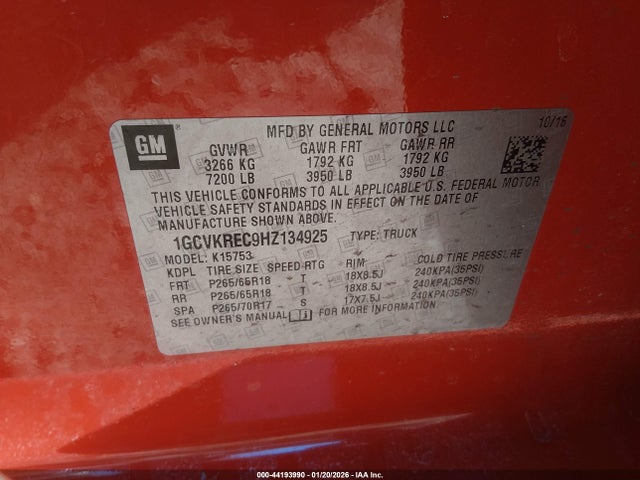 GM
MFD BY GENERAL MOTORS LLC
10/16
GVWR GAWR FRT GAWR RR
3266 KG 1792 KG 1792 KG
7200 LB 3950 LB 3950 LB
THIS VEHICLE CONFORMS TO ALL APPLICABLE U.S. FEDERAL MOTOR
VEHICLE SAFETY STANDARDS IN EFFECT ON THE DATE OF
MANUFACTURE SHOWN ABOVE.
1GCVKREC9HZ134925 TYPE: TRUCK
MODEL: K15753
KDPL TIRE SIZE SPEED-RTG RIM COLD TIRE PRESSURE
FRT P265/65R18 T 18X8.5J 240KPA(35PSI)
RR P265/65R18 T 18X8.5J 240KPA(35PSI)
SPA P265/70R17 S 17X7.5J 240KPA(35PSI)
SEE OWNER'S MANUAL FOR MORE INFORMATION.
000-44193990 - 01/20/2026 - IAA Inc.